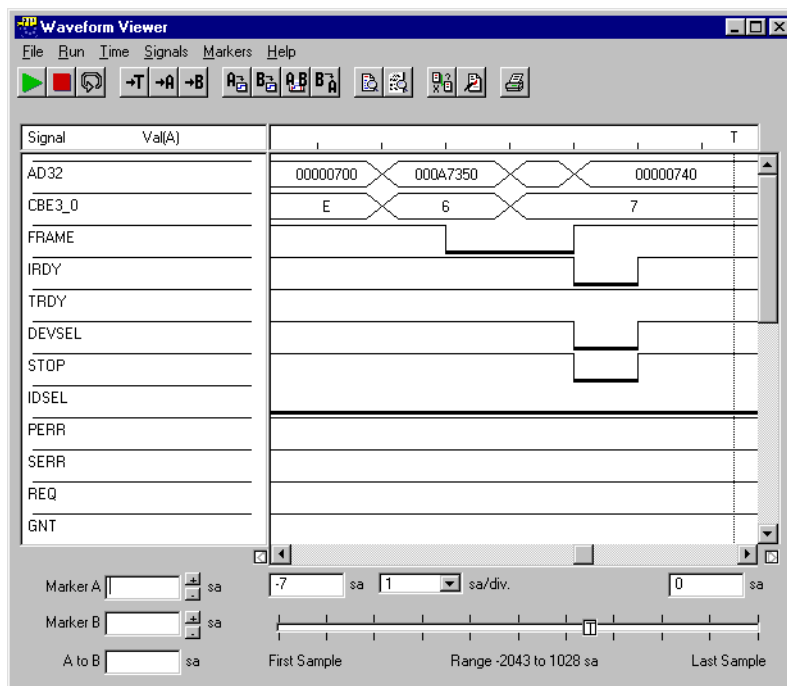 Waveform Viewer
File Run Time Signals Markers Help
→T →A →B A B A B B A
Signal Val(A) T
AD32 00000700 000A7350 00000740
CBE3_0 E 6 7
FRAME
IRDY
TRDY
DEVSEL
STOP
IDSEL
PERR
SERR
REQ
GNT
Marker A + - sa -7 sa 1 sa/div. 0 sa
Marker B + - sa T
A to B sa First Sample Range -2043 to 1028 sa Last Sample